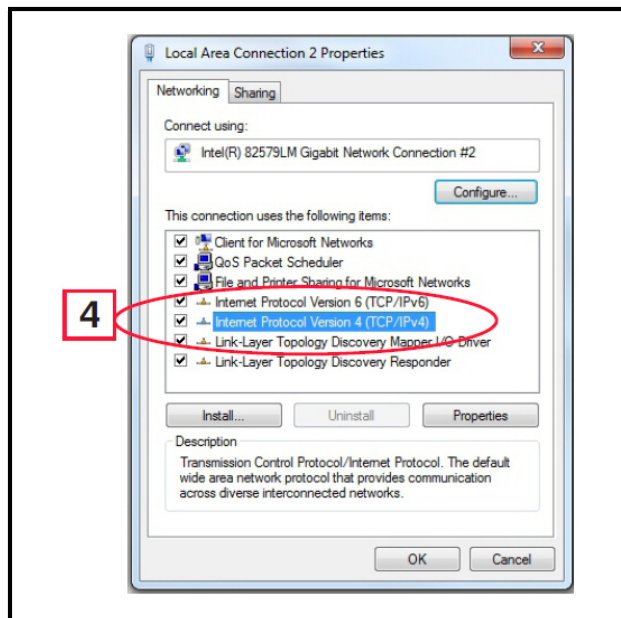 Local Area Connection 2 Properties
Networking Sharing
Connect using:
Intel(R) 82579LM Gigabit Network Connection #2
Configure...
This connection uses the following items:
Client for Microsoft Networks
QoS Packet Scheduler
File and Printer Sharing for Microsoft Networks
Internet Protocol Version 6 (TCP/IPv6)
4 Internet Protocol Version 4 (TCP/IPv4)
Link-Layer Topology Discovery Mapper I/O Driver
Link-Layer Topology Discovery Responder
Install... Uninstall Properties
Description
Transmission Control Protocol/Internet Protocol. The default
wide area network protocol that provides communication
across diverse interconnected networks.
OK Cancel